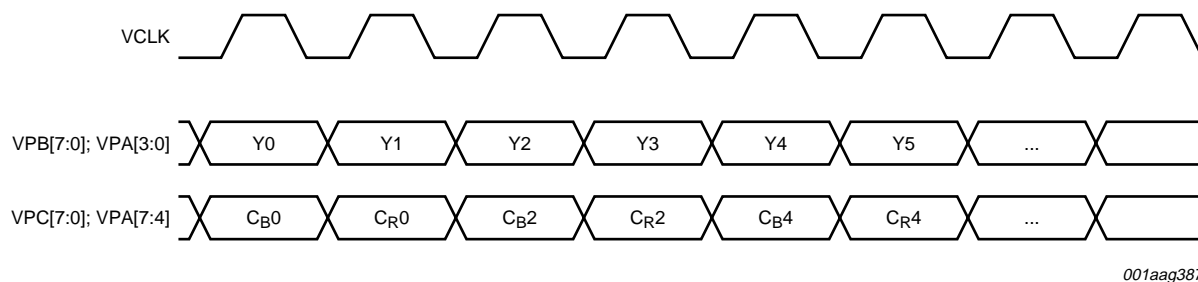 VCLK
VPB[7:0]; VPA[3:0] Y0 Y1 Y2 Y3 Y4 Y5 ...
VPC[7:0]; VPA[7:4] CB0 CR0 CB2 CR2 CB4 CR4 ...
001aag387